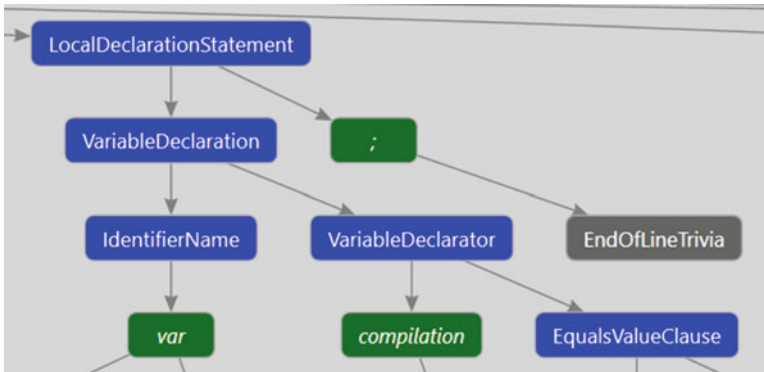 LocalDeclarationStatement
VariableDeclaration
;
IdentifierName
VariableDeclarator
EndOfLineTrivia
var
compilation
EqualsValueClause